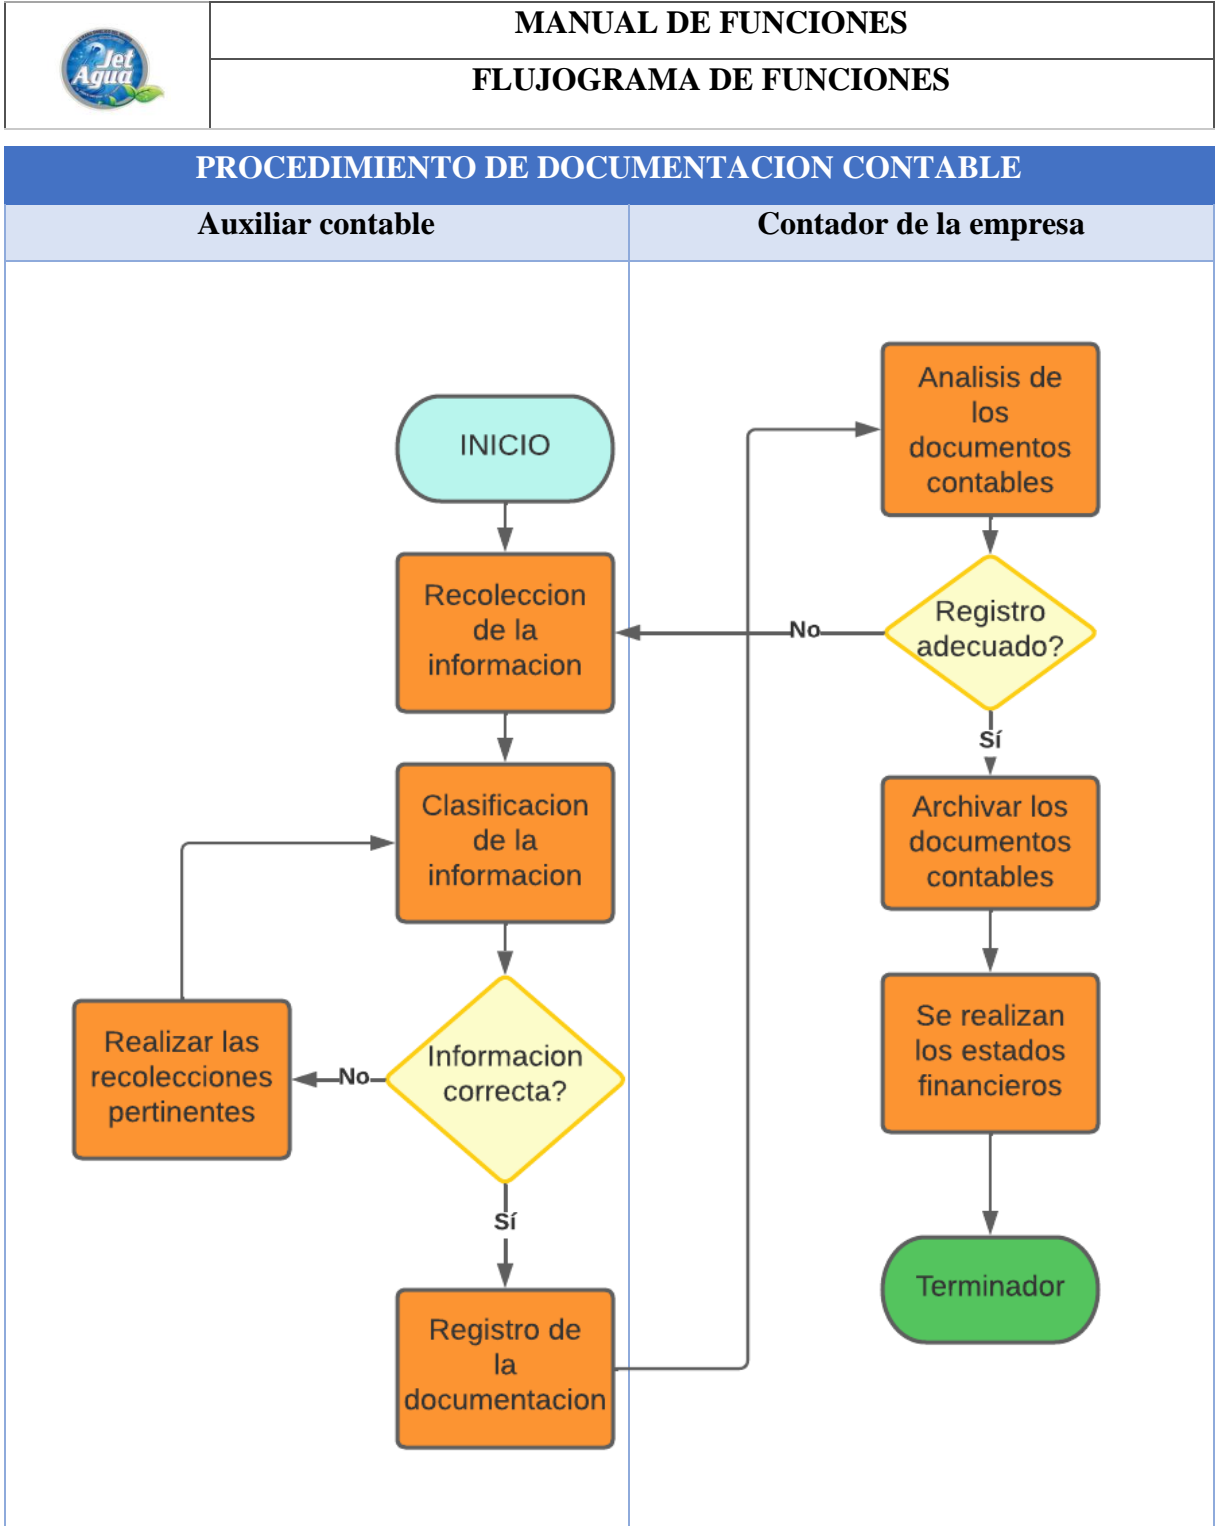 Jet
Agua
MANUAL DE FUNCIONES
FLUJOGRAMA DE FUNCIONES
PROCEDIMIENTO DE DOCUMENTACION CONTABLE
Auxiliar contable
Contador de la empresa
INICIO
Recoleccion
de la
informacion
Clasificacion
de la
informacion
Informacion
correcta?
No
Realizar las
recolecciones
pertinentes
Sí
Registro de
la
documentacion
Analisis de
los
documentos
contables
Registro
adecuado?
No
Sí
Archivar los
documentos
contables
Se realizan
los estados
financieros
Terminador